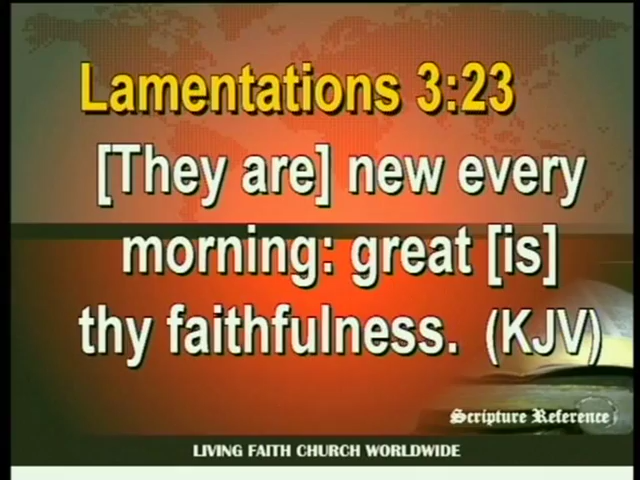 Lamentations 3:23
[They are] new every
morning: great [is]
thy faithfulness. (KJV)
Scripture Reference
LIVING FAITH CHURCH WORLDWIDE